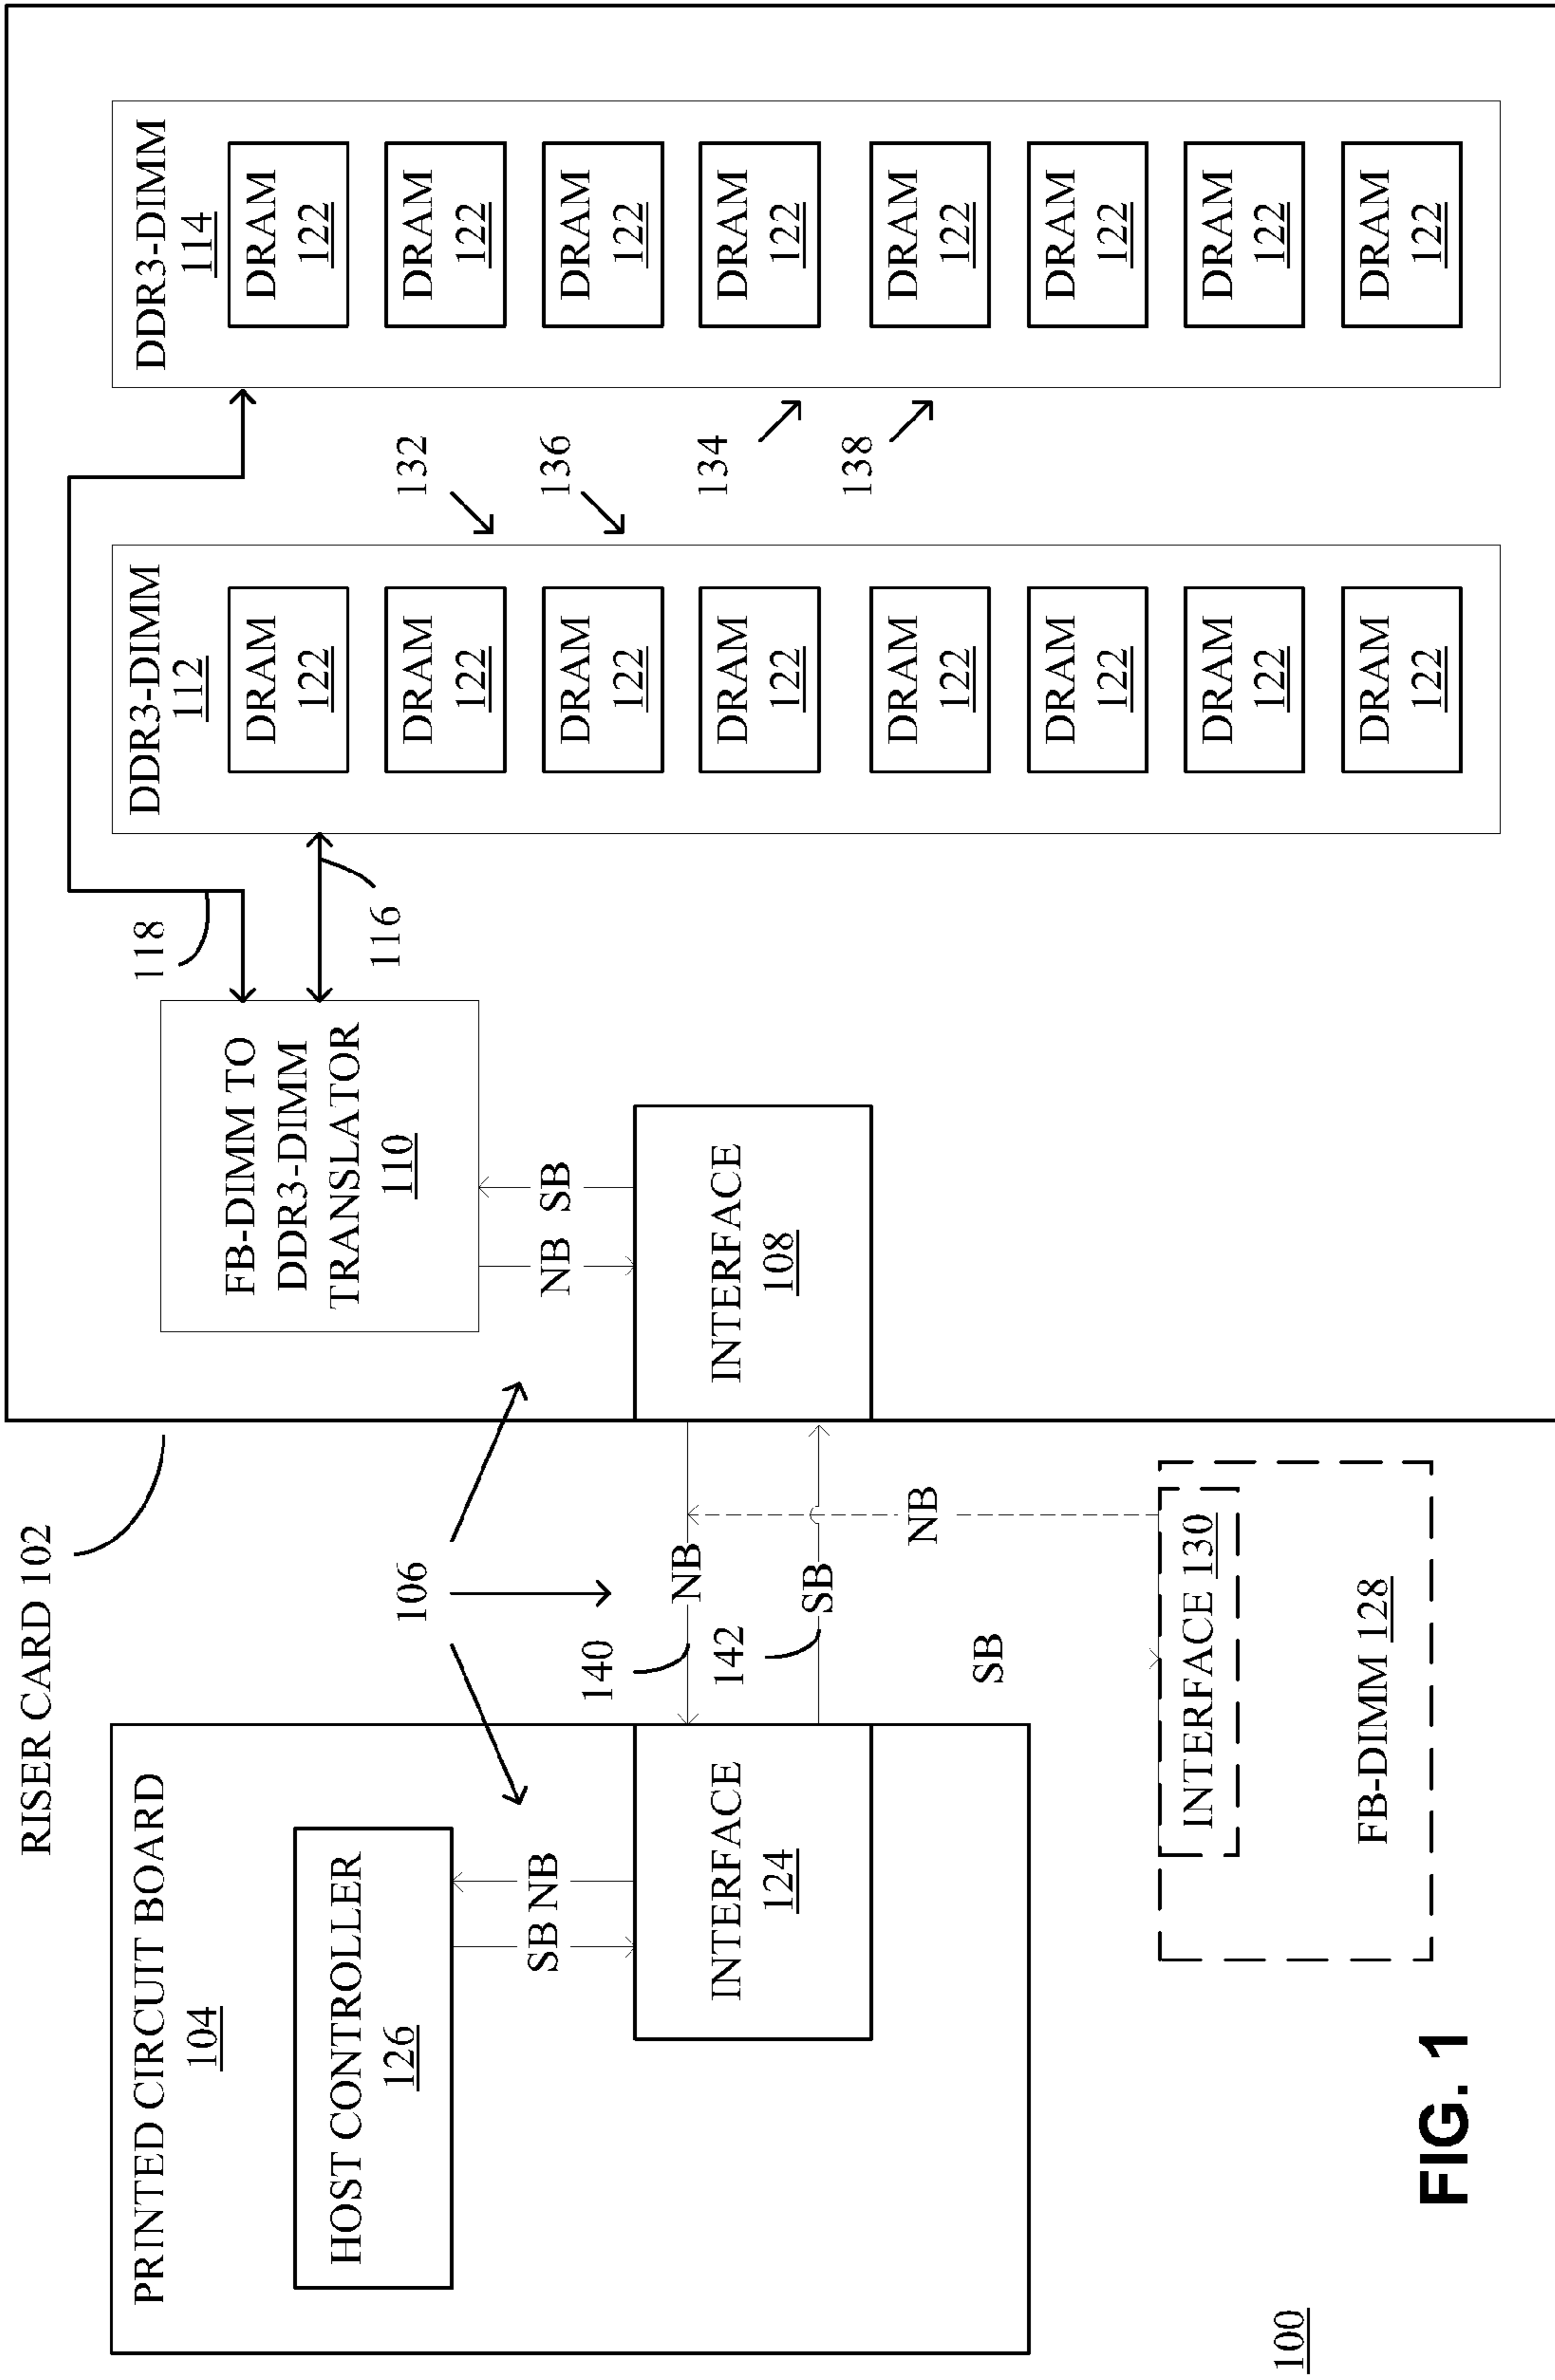 RISER CARD 102
PRINTED CIRCUIT BOARD
104
HOST CONTROLLER
126
SB NB
INTERFACE
124
106
140
NB
142
SB
SB
NB
INTERFACE 130
FB-DIMM 128
FB-DIMM TO
DDR3-DIMM
TRANSLATOR
110
NB SB
INTERFACE
108
118
116
DDR3-DIMM
112
DRAM
122
DRAM
122
DRAM
122
DRAM
122
DRAM
122
DRAM
122
DRAM
122
DRAM
122
132
136
134
138
DDR3-DIMM
114
DRAM
122
DRAM
122
DRAM
122
DRAM
122
DRAM
122
DRAM
122
DRAM
122
DRAM
122
100
FIG. 1